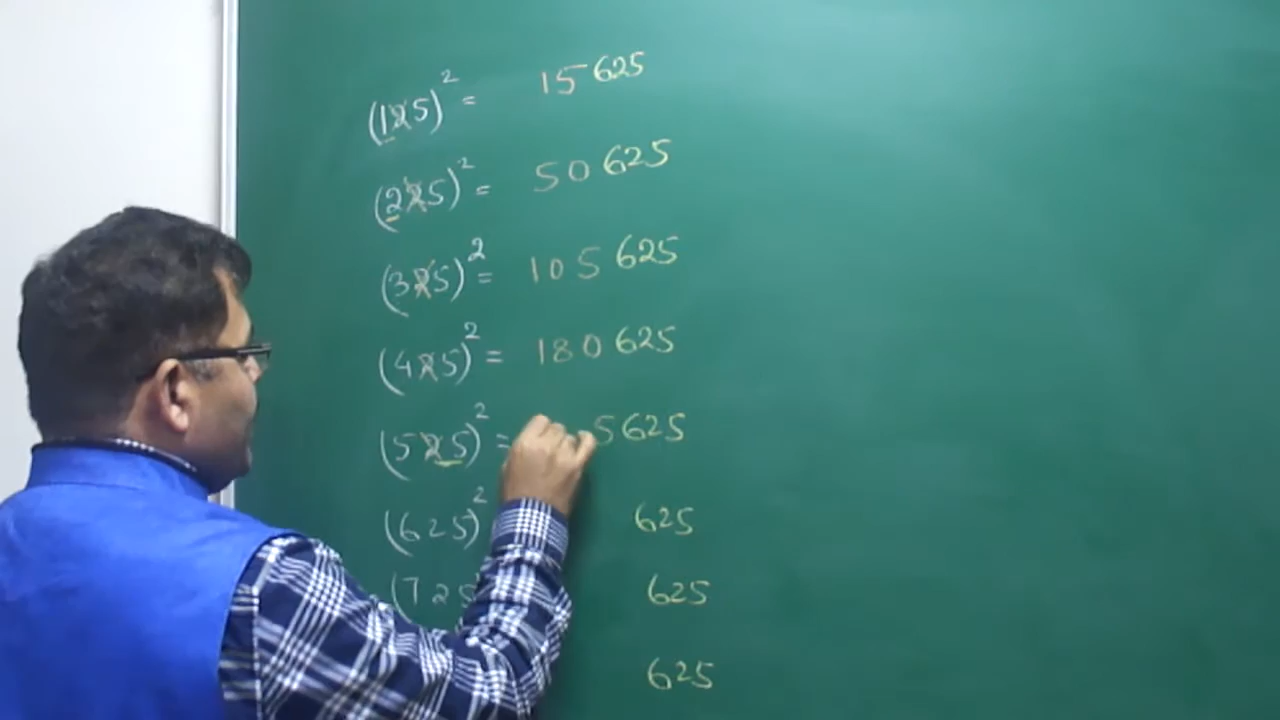 (125)² = 15625
(225)² = 50625
(325)² = 105625
(425)² = 180625
(525)² = 5625
(625)² 625
(725 625
625